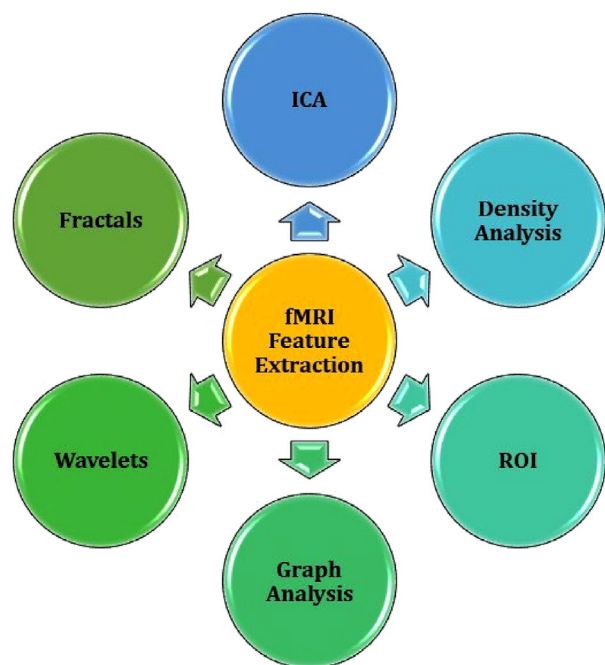 ICA
Density
Analysis
ROI
Graph
Analysis
Wavelets
Fractals
fMRI
Feature
Extraction